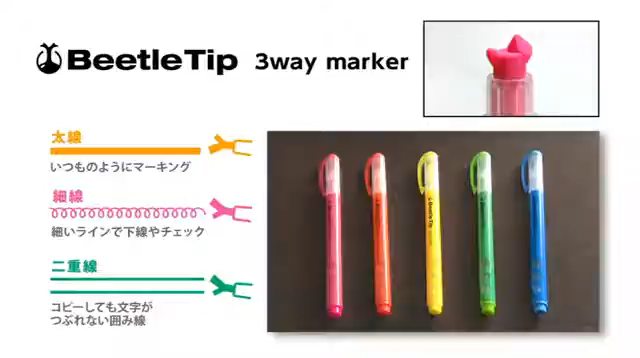 BeetleTip 3way marker
太線
いつものようにマーキング
細線
細いラインで下線やチェック
二重線
コピーしても文字が
つぶれない囲み線
BeetleTip